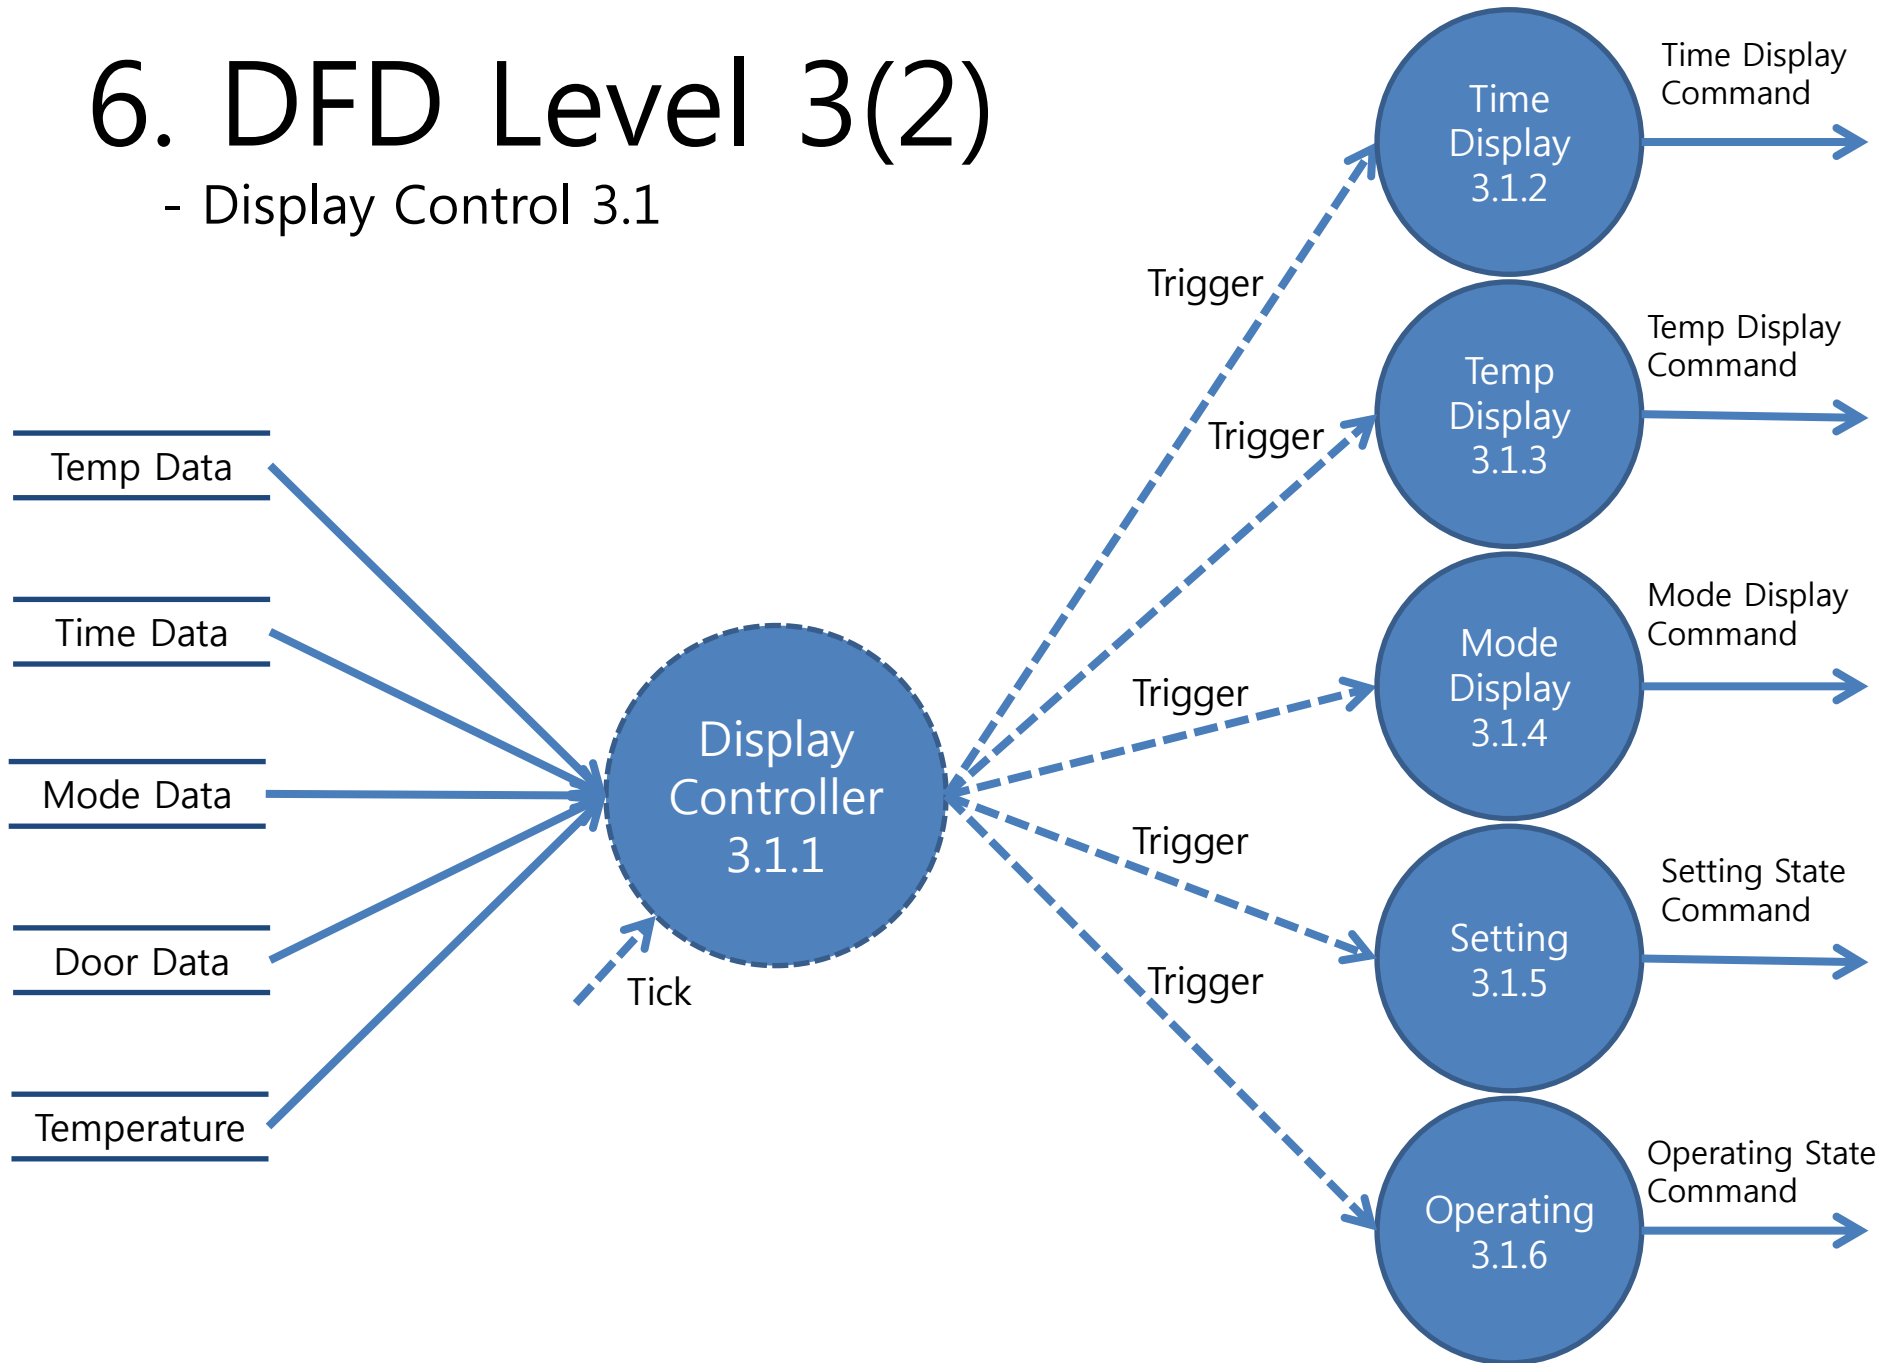 6. DFD Level 3(2)
- Display Control 3.1
Temp Data
Time Data
Mode Data
Door Data
Temperature
Display
Controller
3.1.1
Tick
Trigger
Trigger
Trigger
Trigger
Trigger
Time
Display
3.1.2
Time Display
Command
Temp
Display
3.1.3
Temp Display
Command
Mode
Display
3.1.4
Mode Display
Command
Setting
3.1.5
Setting State
Command
Operating
3.1.6
Operating State
Command